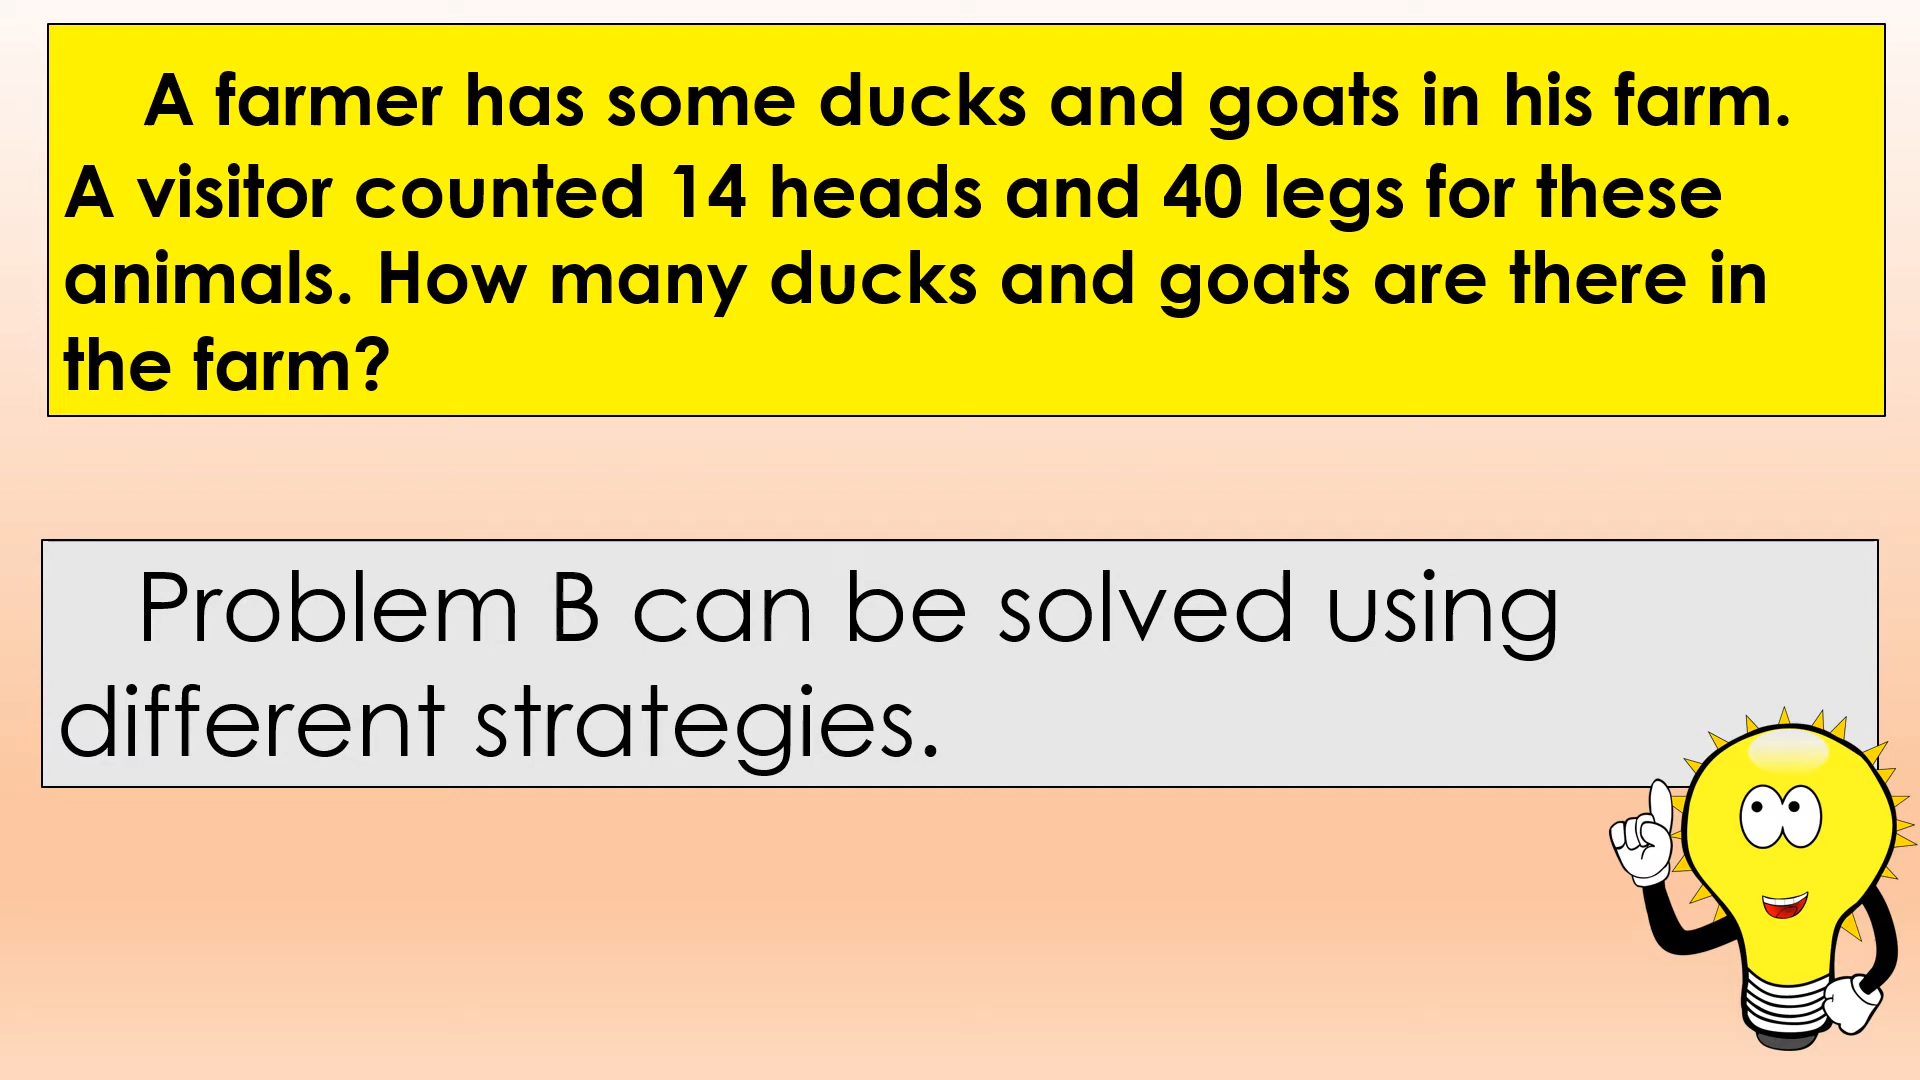 A farmer has some ducks and goats in his farm.
A visitor counted 14 heads and 40 legs for these
animals. How many ducks and goats are there in
the farm?
Problem B can be solved using
different strategies.